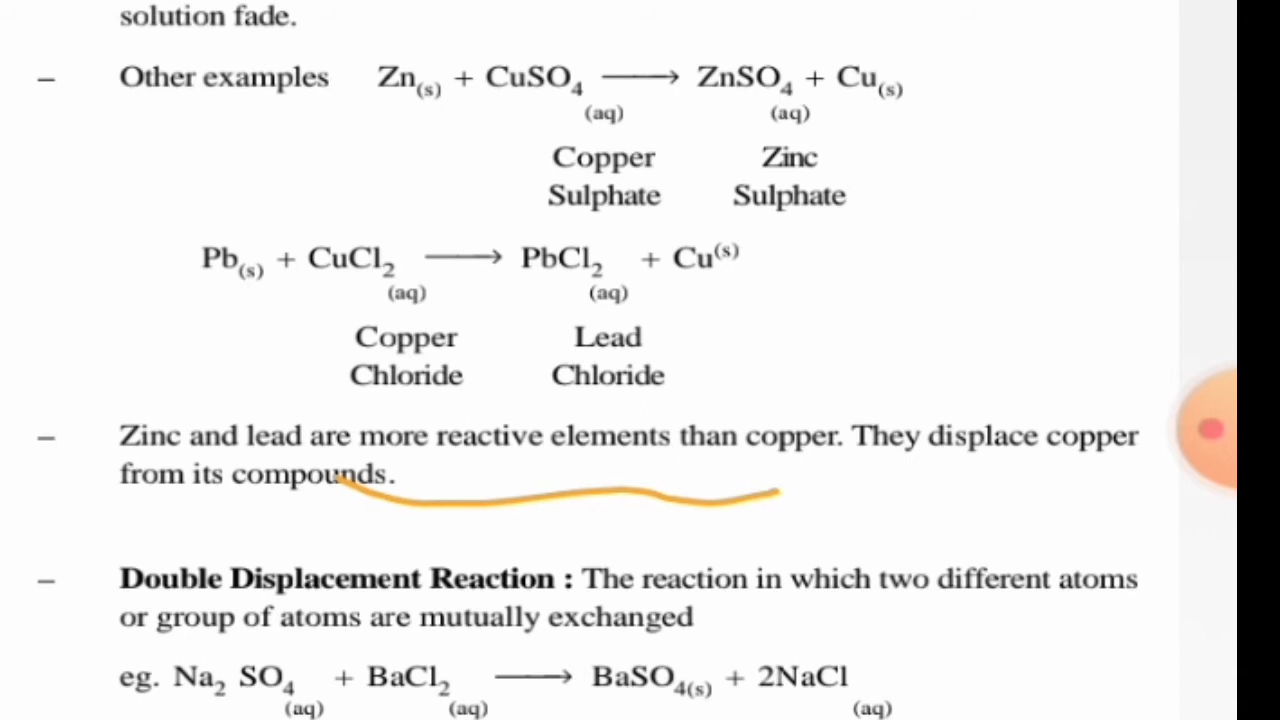 solution fade.
– Other examples Zn(s) + CuSO4 ⟶ ZnSO4 + Cu(s)
(aq) (aq)
Copper Zinc
Sulphate Sulphate
Pb(s) + CuCl2 ⟶ PbCl2 + Cu(s)
(aq) (aq)
Copper Lead
Chloride Chloride
– Zinc and lead are more reactive elements than copper. They displace copper
from its compounds.
– Double Displacement Reaction : The reaction in which two different atoms
or group of atoms are mutually exchanged
eg. Na2 SO4 + BaCl2 ⟶ BaSO4(s) + 2NaCl
(aq) (aq) (aq)